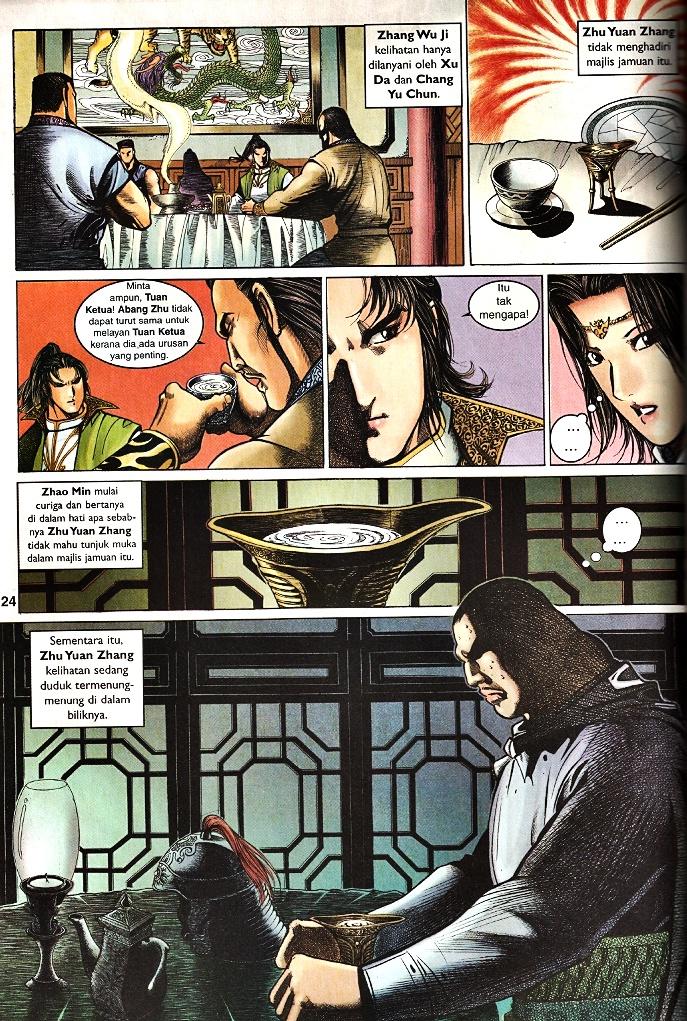 Zhang Wu Ji
kelihatan hanya
dilanyani oleh Xu
Da dan Chang
Yu Chun.
Zhu Yuan Zhang
tidak menghadiri
majlis jamuan itu.
Minta
ampun, Tuan
Ketua! Abang Zhu tidak
dapat turut sama untuk
melayan Tuan Ketua
kerana dia ada urusan
yang penting.
Itu
tak
mengapa!
...
...
Zhao Min mulai
curiga dan bertanya
di dalam hati apa sebab-
nya Zhu Yuan Zhang
tidak mahu tunjuk muka
dalam majlis jamuan itu.
...
...
24
Sementara itu,
Zhu Yuan Zhang
kelihatan sedang
duduk termenung-
menung di dalam
biliknya.